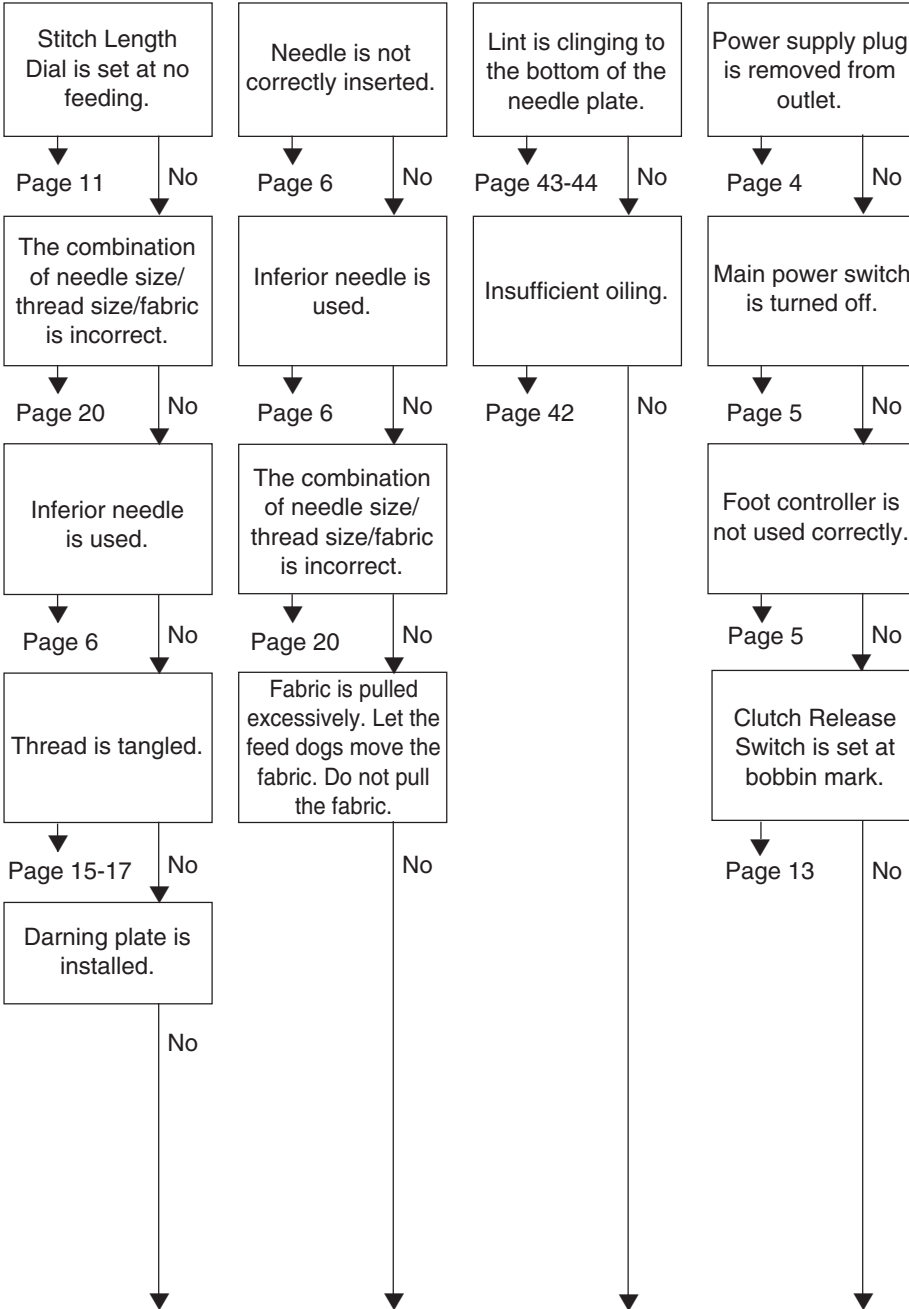 Stitch Length
Dial is set at no
feeding.
Page 11
No
The combination
of needle size/
thread size/fabric
is incorrect.
Page 20
No
Inferior needle
is used.
Page 6
No
Thread is tangled.
Page 15-17
No
Darning plate is
installed.
No
Needle is not
correctly inserted.
Page 6
No
Inferior needle is
used.
Page 6
No
The combination
of needle size/
thread size/fabric
is incorrect.
Page 20
No
Fabric is pulled
excessively. Let the
feed dogs move the
fabric. Do not pull
the fabric.
No
Lint is clinging to
the bottom of the
needle plate.
Page 43-44
No
Insufficient oiling.
Page 42
No
Power supply plug
is removed from
outlet.
Page 4
No
Main power switch
is turned off.
Page 5
No
Foot controller is
not used correctly.
Page 5
No
Clutch Release
Switch is set at
bobbin mark.
Page 13
No